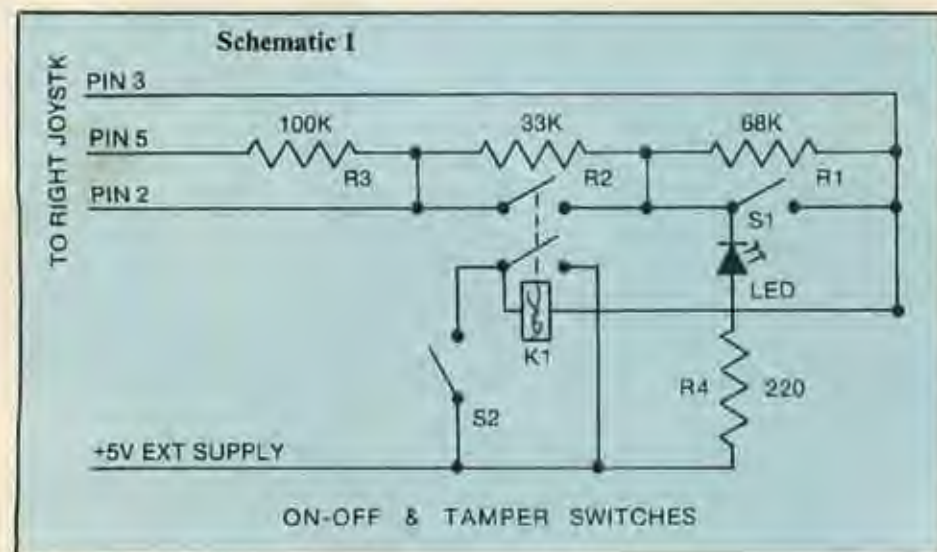 Schematic 1
TO RIGHT JOYSTK
PIN 3
100K
33K
68K
PIN 5
R3
R2
R1
PIN 2
S1
LED
K1
R4
220
S2
+5V EXT SUPPLY
ON-OFF & TAMPER SWITCHES